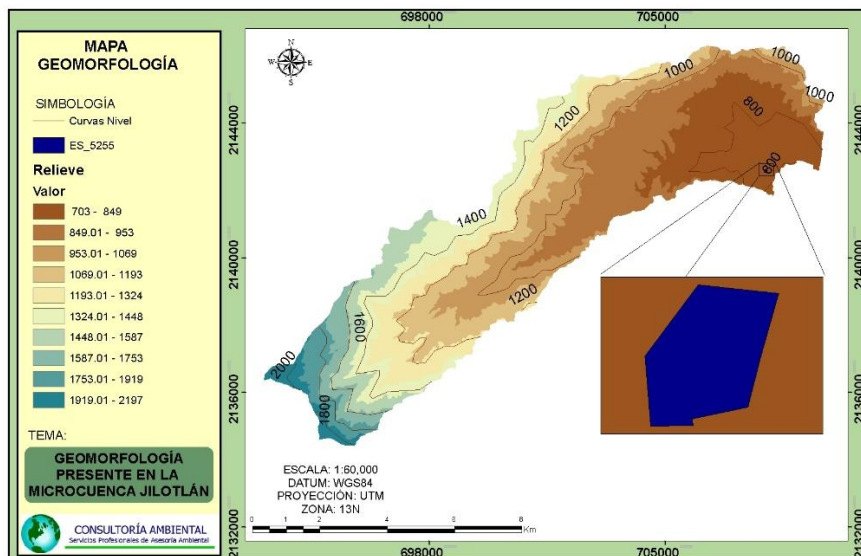 MAPA
GEOMORFOLOGÍA
SIMBOLOGÍA
Curvas Nivel
ES_5255
Relieve
Valor
703 - 849
849.01 - 953
953.01 - 1069
1069.01 - 1193
1193.01 - 1324
1324.01 - 1448
1448.01 - 1587
1587.01 - 1753
1753.01 - 1919
1919.01 - 2197
TEMA:
GEOMORFOLOGÍA
PRESENTE EN LA
MICROCUENCA JILOTLÁN
CONSULTORÍA AMBIENTAL
Servicios Profesionales de Asesoría Ambiental
698000
705000
2144000
2140000
2136000
2132000
N
W
E
S
1000
1000
1000
1200
800
800
1400
1200
1600
2000
1800
ESCALA: 1:60,000
DATUM: WGS84
PROYECCIÓN: UTM
ZONA: 13N
0
1
2
4
6
8
Km
2144000
2140000
2136000
2132000
698000
705000